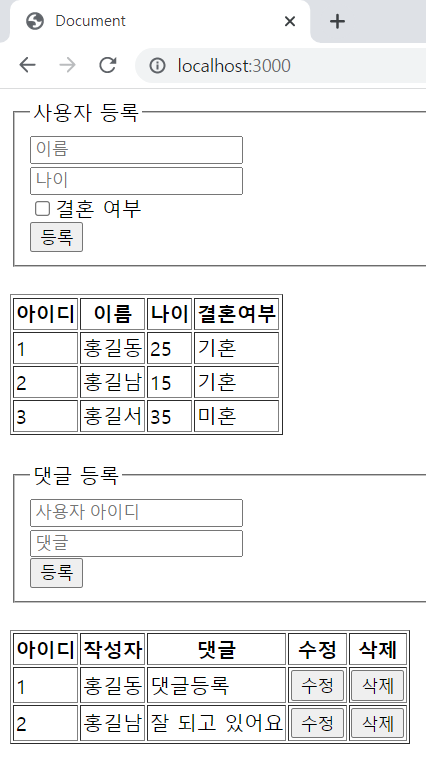 Document
localhost:3000
사용자 등록
이름
나이
결혼 여부
등록
아이디 이름 나이 결혼여부
1 홍길동 25 기혼
2 홍길남 15 기혼
3 홍길서 35 미혼
댓글 등록
사용자 아이디
댓글
등록
아이디 작성자 댓글 수정 삭제
1 홍길동 댓글등록 수정 삭제
2 홍길남 잘 되고 있어요 수정 삭제